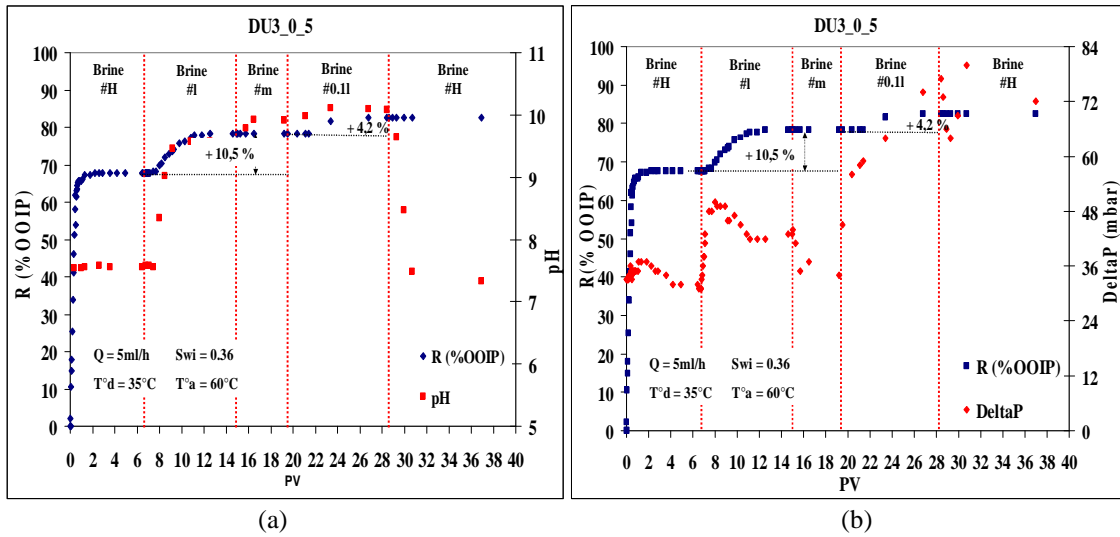 DU3_0_5
Brine #H
Brine #l
Brine #m
Brine #0.1l
Brine #H
100
90
80
70
60
50
40
30
20
10
0
R (% OOIP)
11
10
9
8
7
6
5
pH
+ 4,2 %
+ 10,5 %
Q = 5ml/h Swi = 0.36
T°d = 35°C T°a = 60°C
R (%OOIP)
pH
0 2 4 6 8 10 12 14 16 18 20 22 24 26 28 30 32 34 36 38 40
PV
(a)
DU3_0_5
Brine #H
Brine #l
Brine #m
Brine #0.1l
Brine #H
100
90
80
70
60
50
40
30
20
10
0
R (% OOIP)
84
72
60
48
36
24
12
0
DeltaP (mbar)
+ 4,2 %
+ 10,5 %
Q = 5ml/h Swi = 0.36
T°d = 35°C T°a = 60°C
R (%OOIP)
DeltaP
0 2 4 6 8 10 12 14 16 18 20 22 24 26 28 30 32 34 36 38 40
PV
(b)